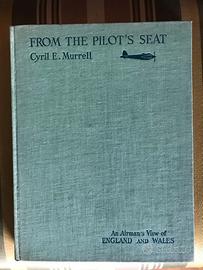 FROM THE PILOT'S SEAT
Cyril E. Murrell
An Airman's View of
ENGLAND AND WALES